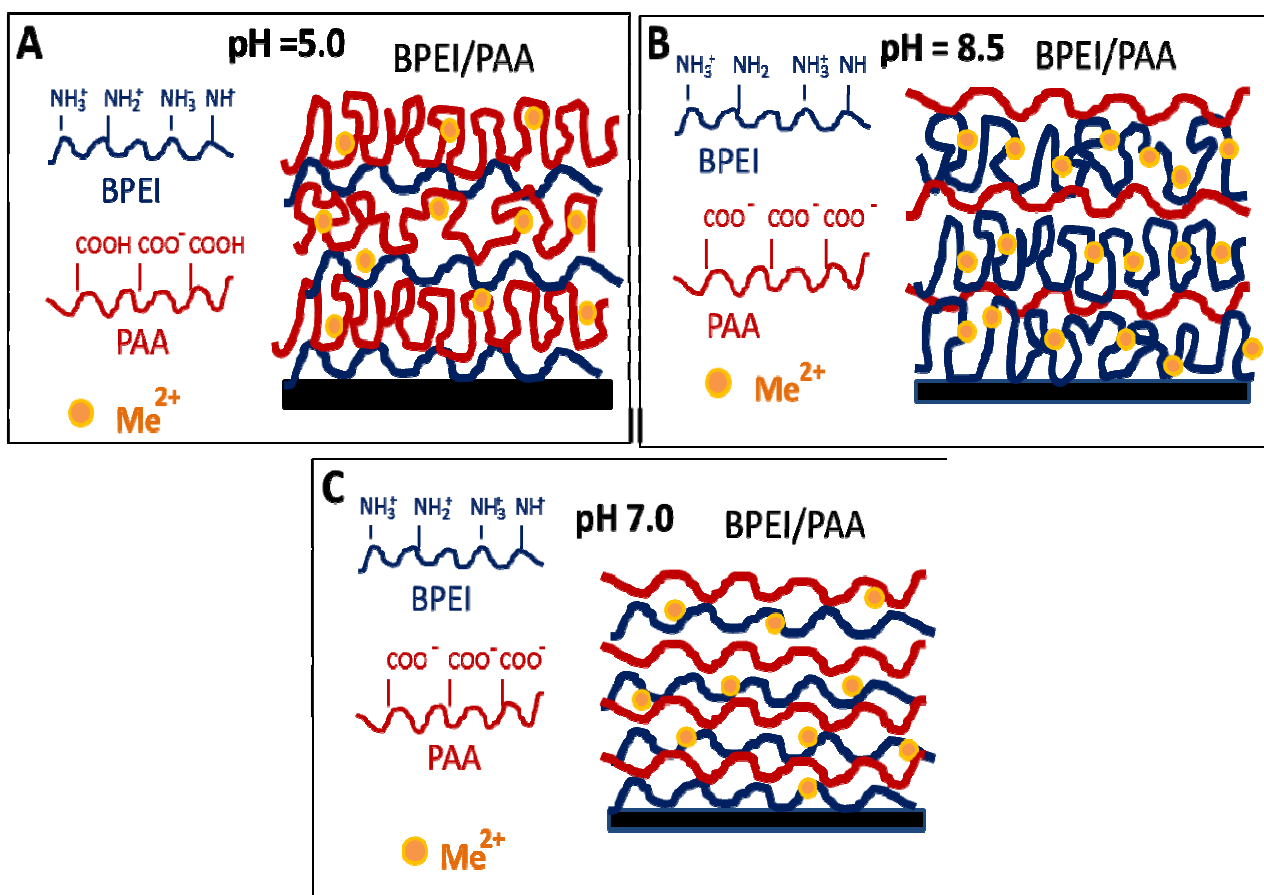 A
pH =5.0
BPEI/PAA
NH₃⁺ NH₂⁺ NH₃⁺ NH⁺
BPEI
COOH COO⁻ COOH
PAA
Me²⁺
B
pH = 8.5
BPEI/PAA
NH₃⁺ NH₂ NH₃⁺ NH
BPEI
COO⁻ COO⁻ COO⁻
PAA
Me²⁺
C
pH 7.0
BPEI/PAA
NH₃⁺ NH₂⁺ NH₃⁺ NH⁺
BPEI
COO⁻ COO⁻ COO⁻
PAA
Me²⁺